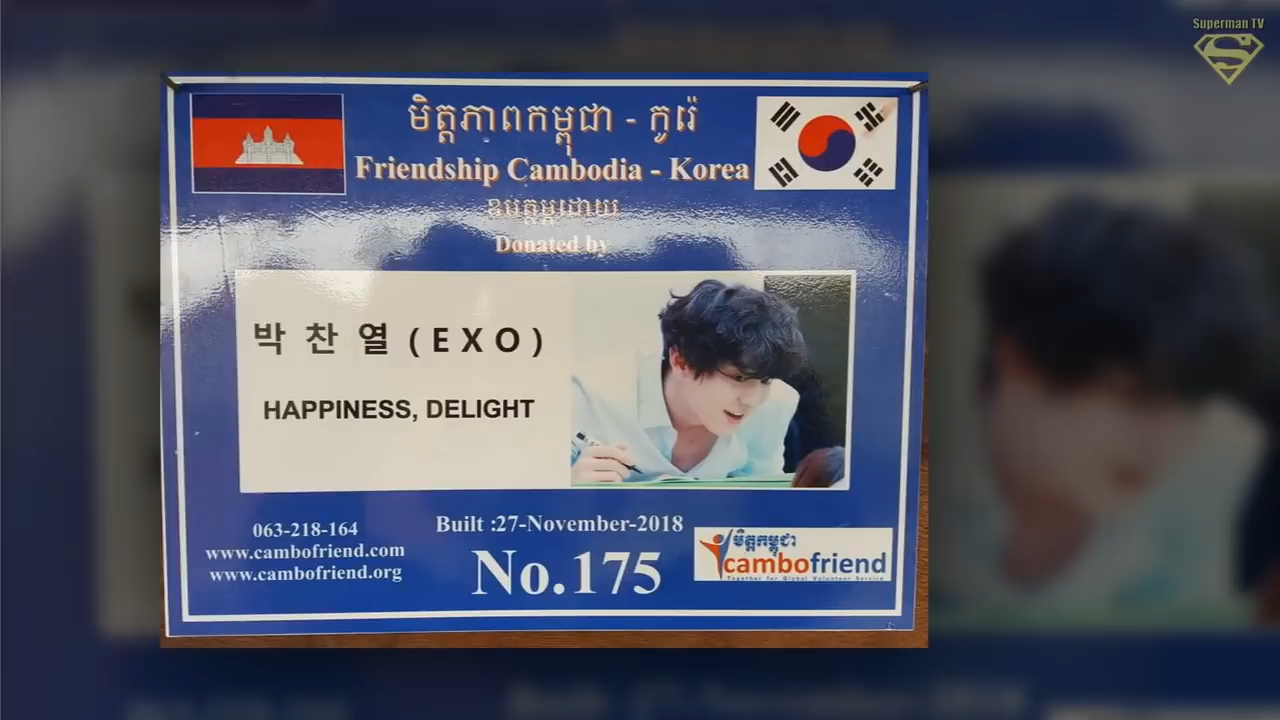 Superman TV
មិត្តភាពកម្ពុជា - កូរ៉េ
Friendship Cambodia - Korea
ឧបត្ថម្ភដោយ
Donated by
박찬열 (EXO)
HAPPINESS, DELIGHT
063-218-164
www.cambofriend.com
www.cambofriend.org
Built :27-November-2018
No.175
មិត្តកម្ពុជា
cambofriend
Together for Global Volunteer Service